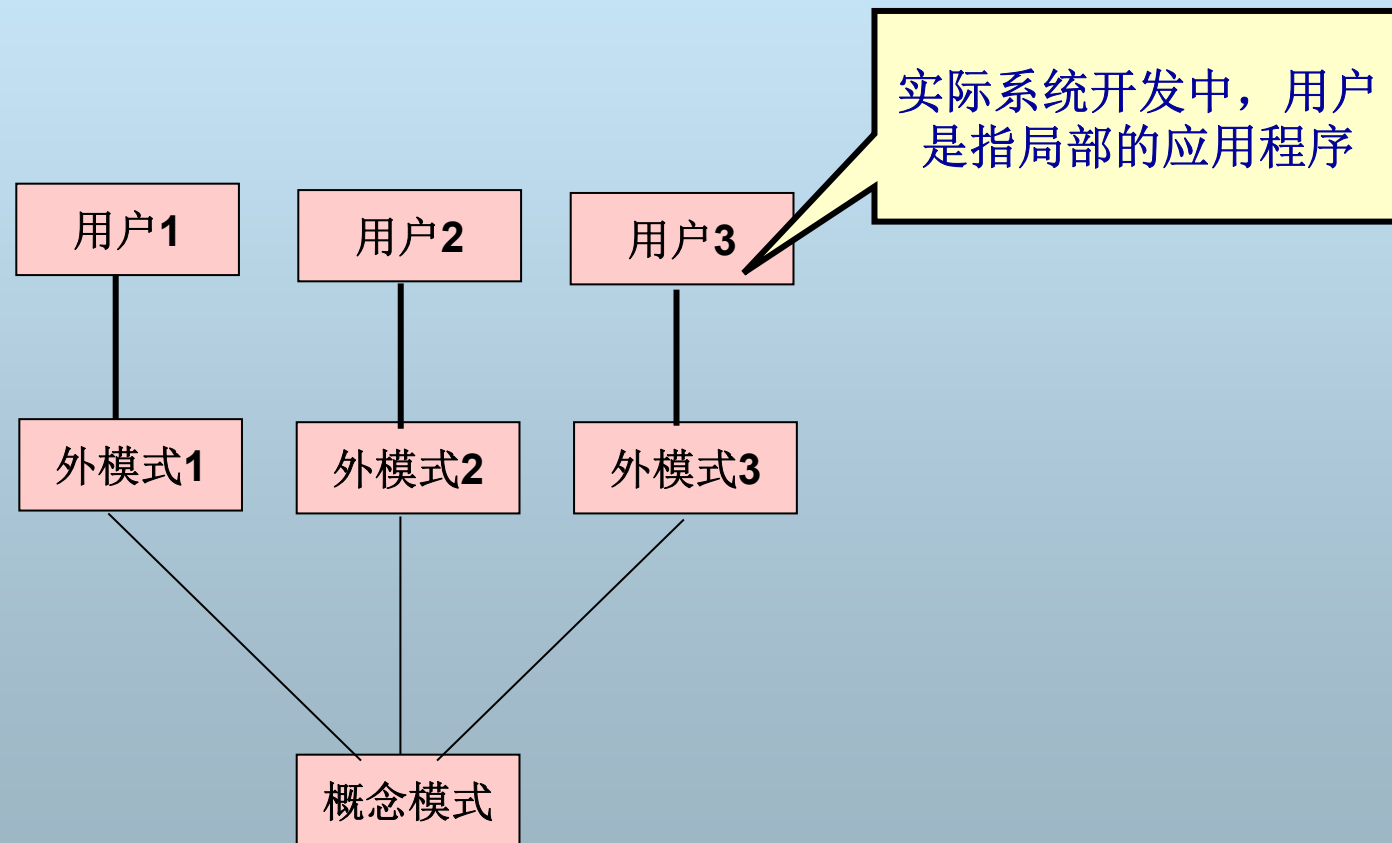 实际系统开发中，用户
是指局部的应用程序
用户1
用户2
用户3
外模式1
外模式2
外模式3
概念模式